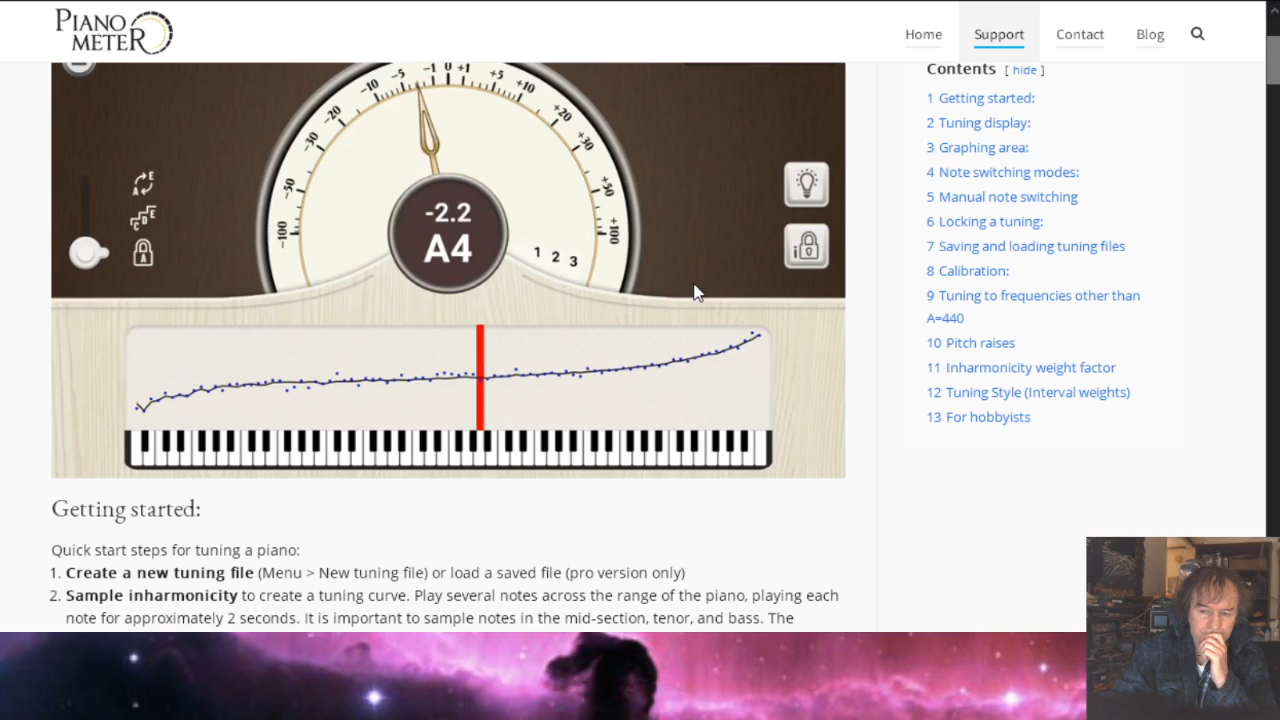 PIANO METER
Home
Support
Contact
Blog
-100
-50
-30
-20
-10
-5
-1
0
+1
+5
+10
+20
+30
+50
+100
A E
C D E
A
-2.2
A4
1 2 3
i
Contents [ hide ]
1 Getting started:
2 Tuning display:
3 Graphing area:
4 Note switching modes:
5 Manual note switching
6 Locking a tuning:
7 Saving and loading tuning files
8 Calibration:
9 Tuning to frequencies other than
A=440
10 Pitch raises
11 Inharmonicity weight factor
12 Tuning Style (Interval weights)
13 For hobbyists
Getting started:
Quick start steps for tuning a piano:
1. Create a new tuning file (Menu > New tuning file) or load a saved file (pro version only)
2. Sample inharmonicity to create a tuning curve. Play several notes across the range of the piano, playing each
note for approximately 2 seconds. It is important to sample notes in the mid-section, tenor, and bass. The